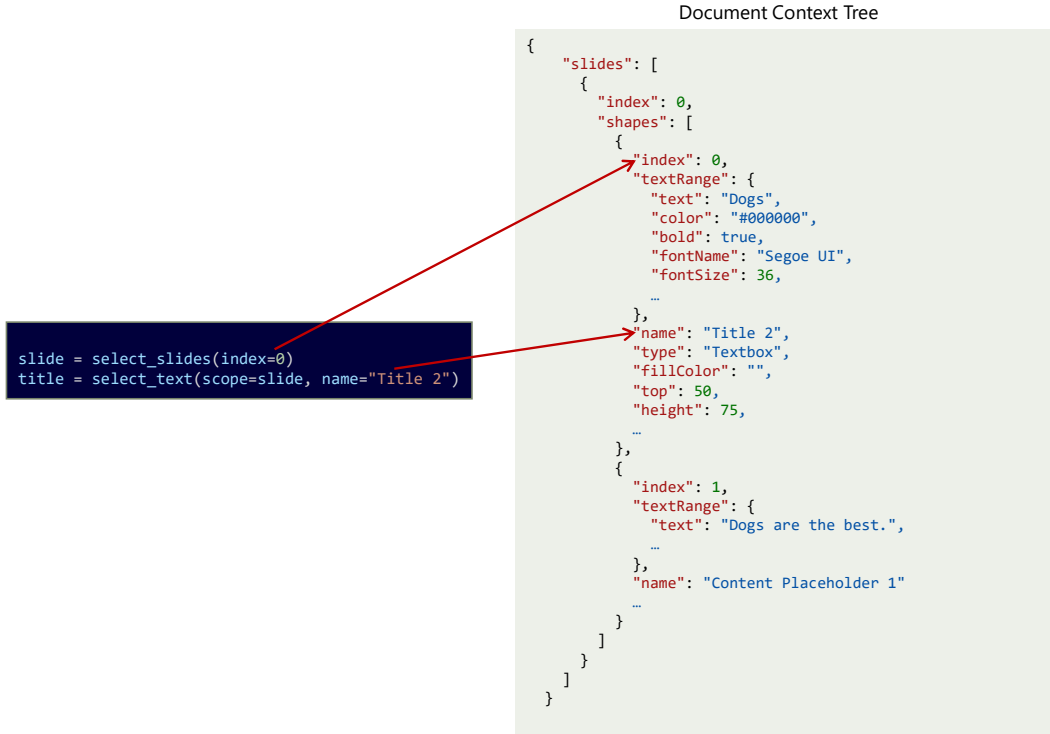 Document Context Tree
slide = select_slides(index=0)
title = select_text(scope=slide, name="Title 2")
{
"slides": [
{
"index": 0,
"shapes": [
{
"index": 0,
"textRange": {
"text": "Dogs",
"color": "#000000",
"bold": true,
"fontName": "Segoe UI",
"fontSize": 36,
…
},
"name": "Title 2",
"type": "Textbox",
"fillColor": "",
"top": 50,
"height": 75,
…
},
{
"index": 1,
"textRange": {
"text": "Dogs are the best.",
…
},
"name": "Content Placeholder 1"
…
}
]
}
]
}